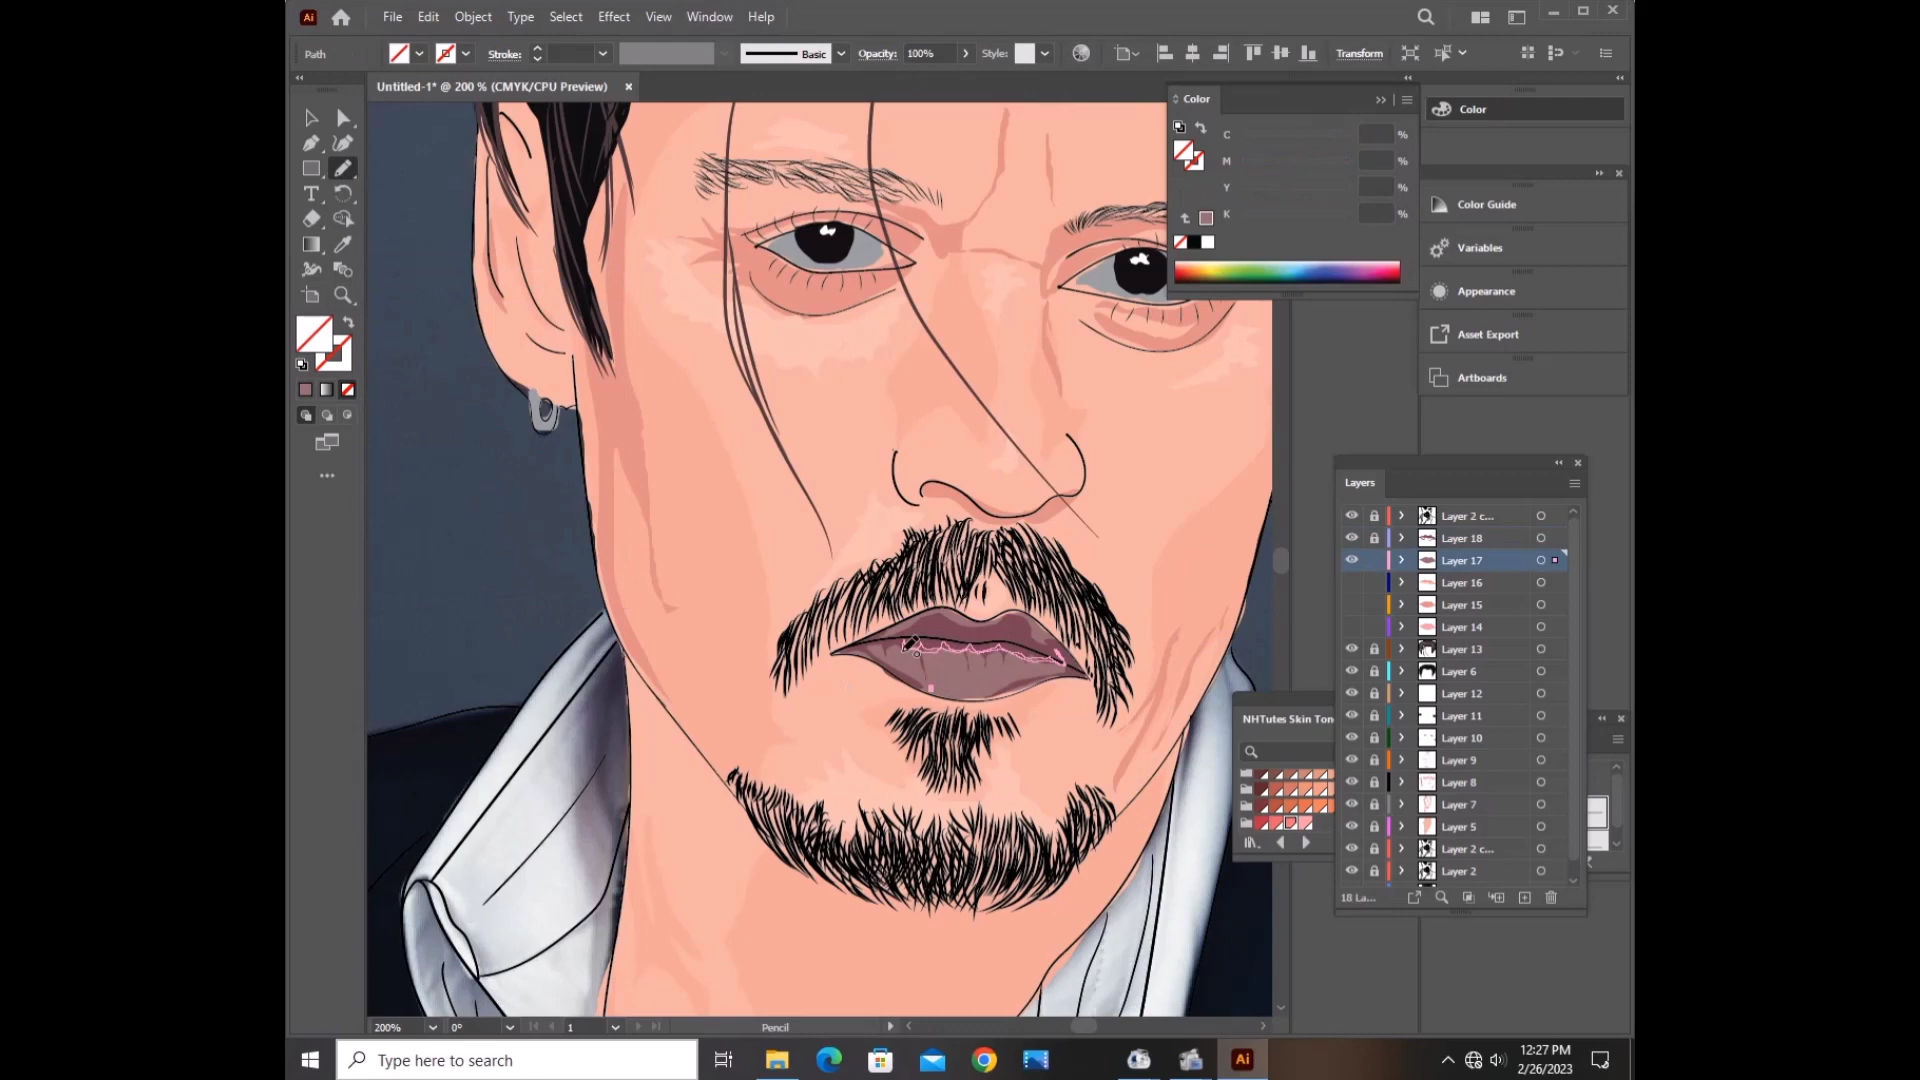 Ai File Edit Object Type Select Effect View Window Help
Path Stroke: Basic Opacity: 100% Style: Transform
Untitled-1* @ 200 % (CMYK/CPU Preview)
Color
C %
M %
Y %
K %
Color
Color Guide
Variables
Appearance
Asset Export
Artboards
Layers
Layer 2 c...
Layer 18
Layer 17
Layer 16
Layer 15
Layer 14
Layer 13
Layer 6
Layer 12
Layer 11
Layer 10
Layer 9
Layer 8
Layer 7
Layer 5
Layer 2 c...
Layer 2
18 La...
NHTutes Skin Ton
200% 0° 1 Pencil
Type here to search
Ai
12:27 PM
2/26/2023